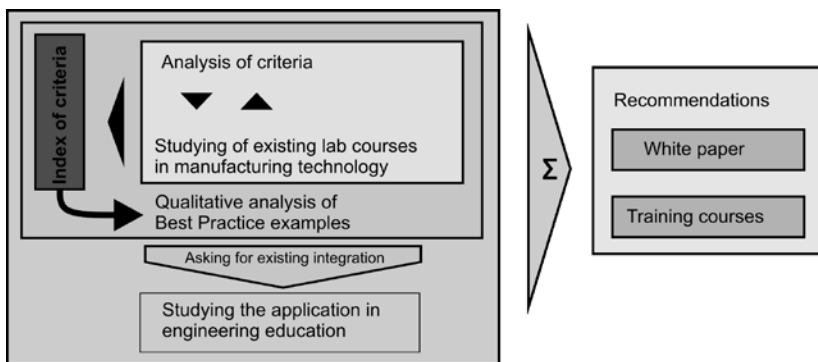 Index of criteria
Analysis of criteria
Studying of existing lab courses
in manufacturing technology
Qualitative analysis of
Best Practice examples
Asking for existing integration
Studying the application in
engineering education
Σ
Recommendations
White paper
Training courses